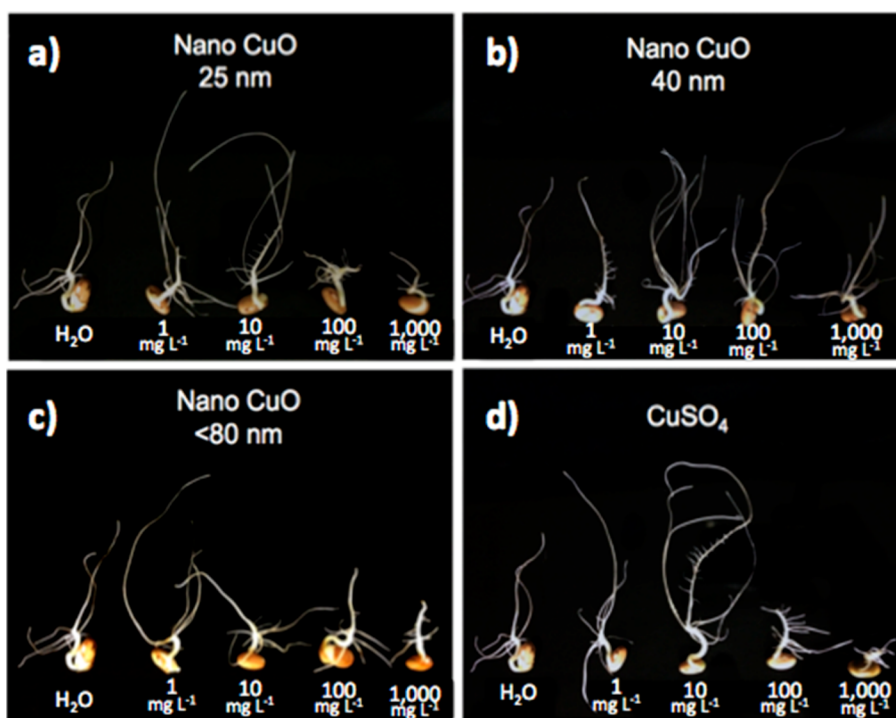 a)
Nano CuO
25 nm
H₂O
1
mg L⁻¹
10
mg L⁻¹
100
mg L⁻¹
1,000
mg L⁻¹
b)
Nano CuO
40 nm
H₂O
1
mg L⁻¹
10
mg L⁻¹
100
mg L⁻¹
1,000
mg L⁻¹
c)
Nano CuO
<80 nm
H₂O
1
mg L⁻¹
10
mg L⁻¹
100
mg L⁻¹
1,000
mg L⁻¹
d)
CuSO₄
H₂O
1
mg L⁻¹
10
mg L⁻¹
100
mg L⁻¹
1,000
mg L⁻¹